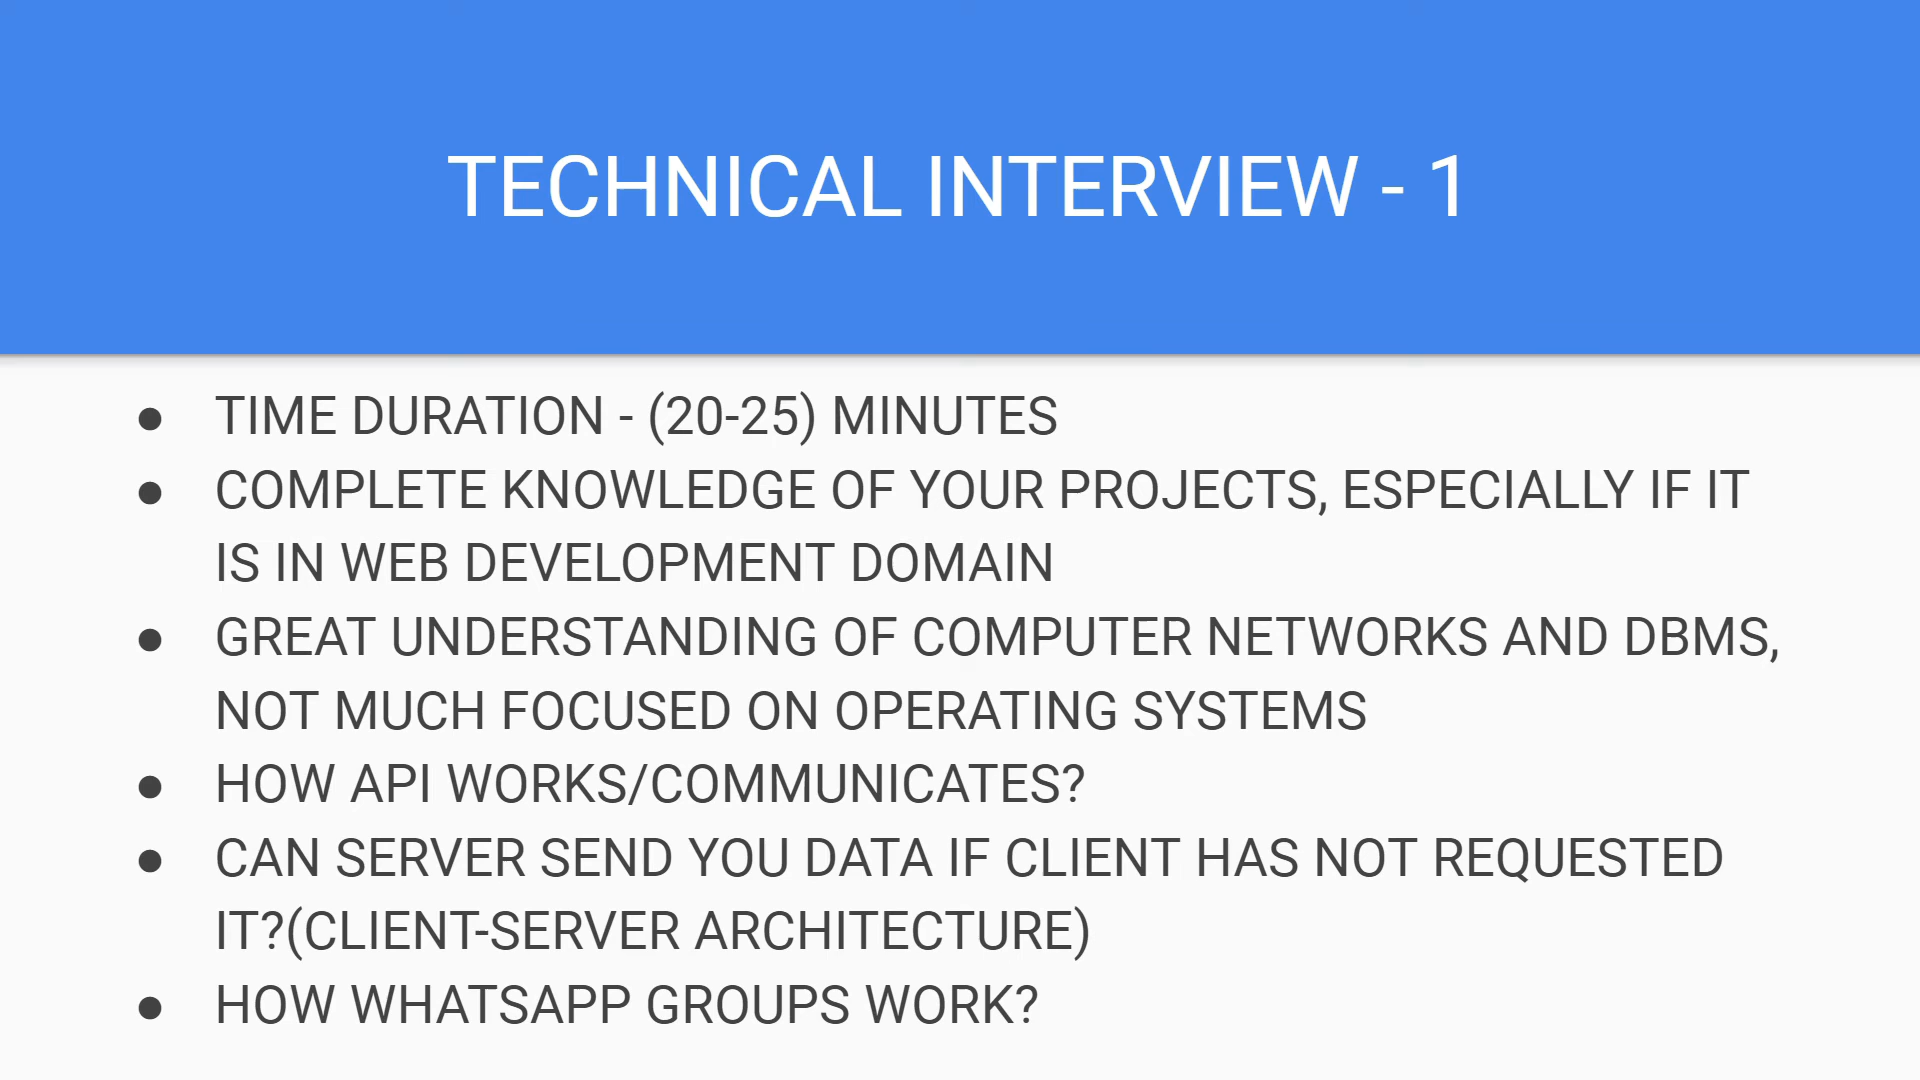 TECHNICAL INTERVIEW - 1
● TIME DURATION - (20-25) MINUTES
● COMPLETE KNOWLEDGE OF YOUR PROJECTS, ESPECIALLY IF IT
IS IN WEB DEVELOPMENT DOMAIN
● GREAT UNDERSTANDING OF COMPUTER NETWORKS AND DBMS,
NOT MUCH FOCUSED ON OPERATING SYSTEMS
● HOW API WORKS/COMMUNICATES?
● CAN SERVER SEND YOU DATA IF CLIENT HAS NOT REQUESTED
IT?(CLIENT-SERVER ARCHITECTURE)
● HOW WHATSAPP GROUPS WORK?